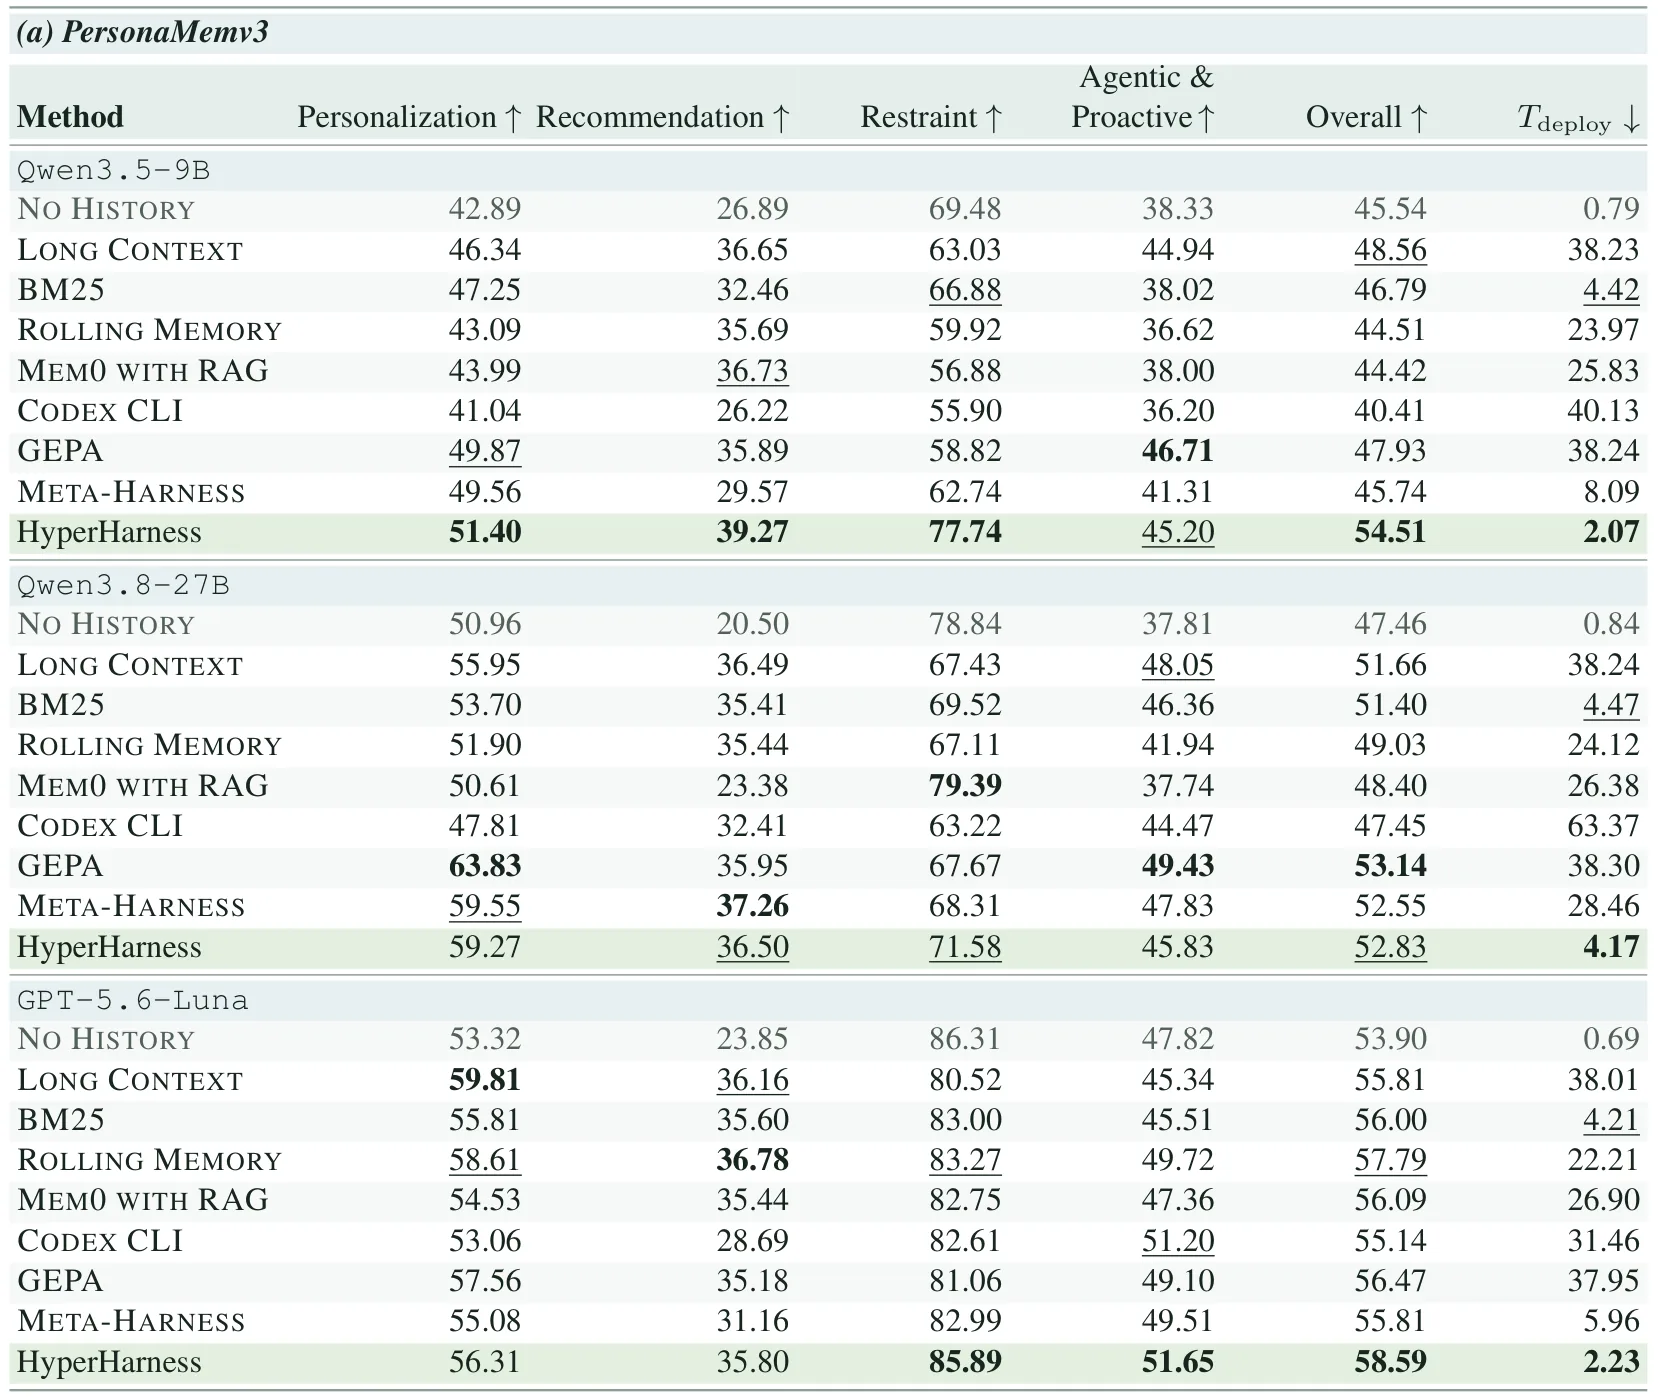 (a) PersonaMemv3
Method Personalization ↑ Recommendation ↑ Restraint ↑ Agentic & Proactive ↑ Overall ↑ Tdeploy ↓
Qwen3.5-9B
NO HISTORY 42.89 26.89 69.48 38.33 45.54 0.79
LONG CONTEXT 46.34 36.65 63.03 44.94 48.56 38.23
BM25 47.25 32.46 66.88 38.02 46.79 4.42
ROLLING MEMORY 43.09 35.69 59.92 36.62 44.51 23.97
MEM0 WITH RAG 43.99 36.73 56.88 38.00 44.42 25.83
CODEX CLI 41.04 26.22 55.90 36.20 40.41 40.13
GEPA 49.87 35.89 58.82 46.71 47.93 38.24
META-HARNESS 49.56 29.57 62.74 41.31 45.74 8.09
HyperHarness 51.40 39.27 77.74 45.20 54.51 2.07
Qwen3.8-27B
NO HISTORY 50.96 20.50 78.84 37.81 47.46 0.84
LONG CONTEXT 55.95 36.49 67.43 48.05 51.66 38.24
BM25 53.70 35.41 69.52 46.36 51.40 4.47
ROLLING MEMORY 51.90 35.44 67.11 41.94 49.03 24.12
MEM0 WITH RAG 50.61 23.38 79.39 37.74 48.40 26.38
CODEX CLI 47.81 32.41 63.22 44.47 47.45 63.37
GEPA 63.83 35.95 67.67 49.43 53.14 38.30
META-HARNESS 59.55 37.26 68.31 47.83 52.55 28.46
HyperHarness 59.27 36.50 71.58 45.83 52.83 4.17
GPT-5.6-Luna
NO HISTORY 53.32 23.85 86.31 47.82 53.90 0.69
LONG CONTEXT 59.81 36.16 80.52 45.34 55.81 38.01
BM25 55.81 35.60 83.00 45.51 56.00 4.21
ROLLING MEMORY 58.61 36.78 83.27 49.72 57.79 22.21
MEM0 WITH RAG 54.53 35.44 82.75 47.36 56.09 26.90
CODEX CLI 53.06 28.69 82.61 51.20 55.14 31.46
GEPA 57.56 35.18 81.06 49.10 56.47 37.95
META-HARNESS 55.08 31.16 82.99 49.51 55.81 5.96
HyperHarness 56.31 35.80 85.89 51.65 58.59 2.23